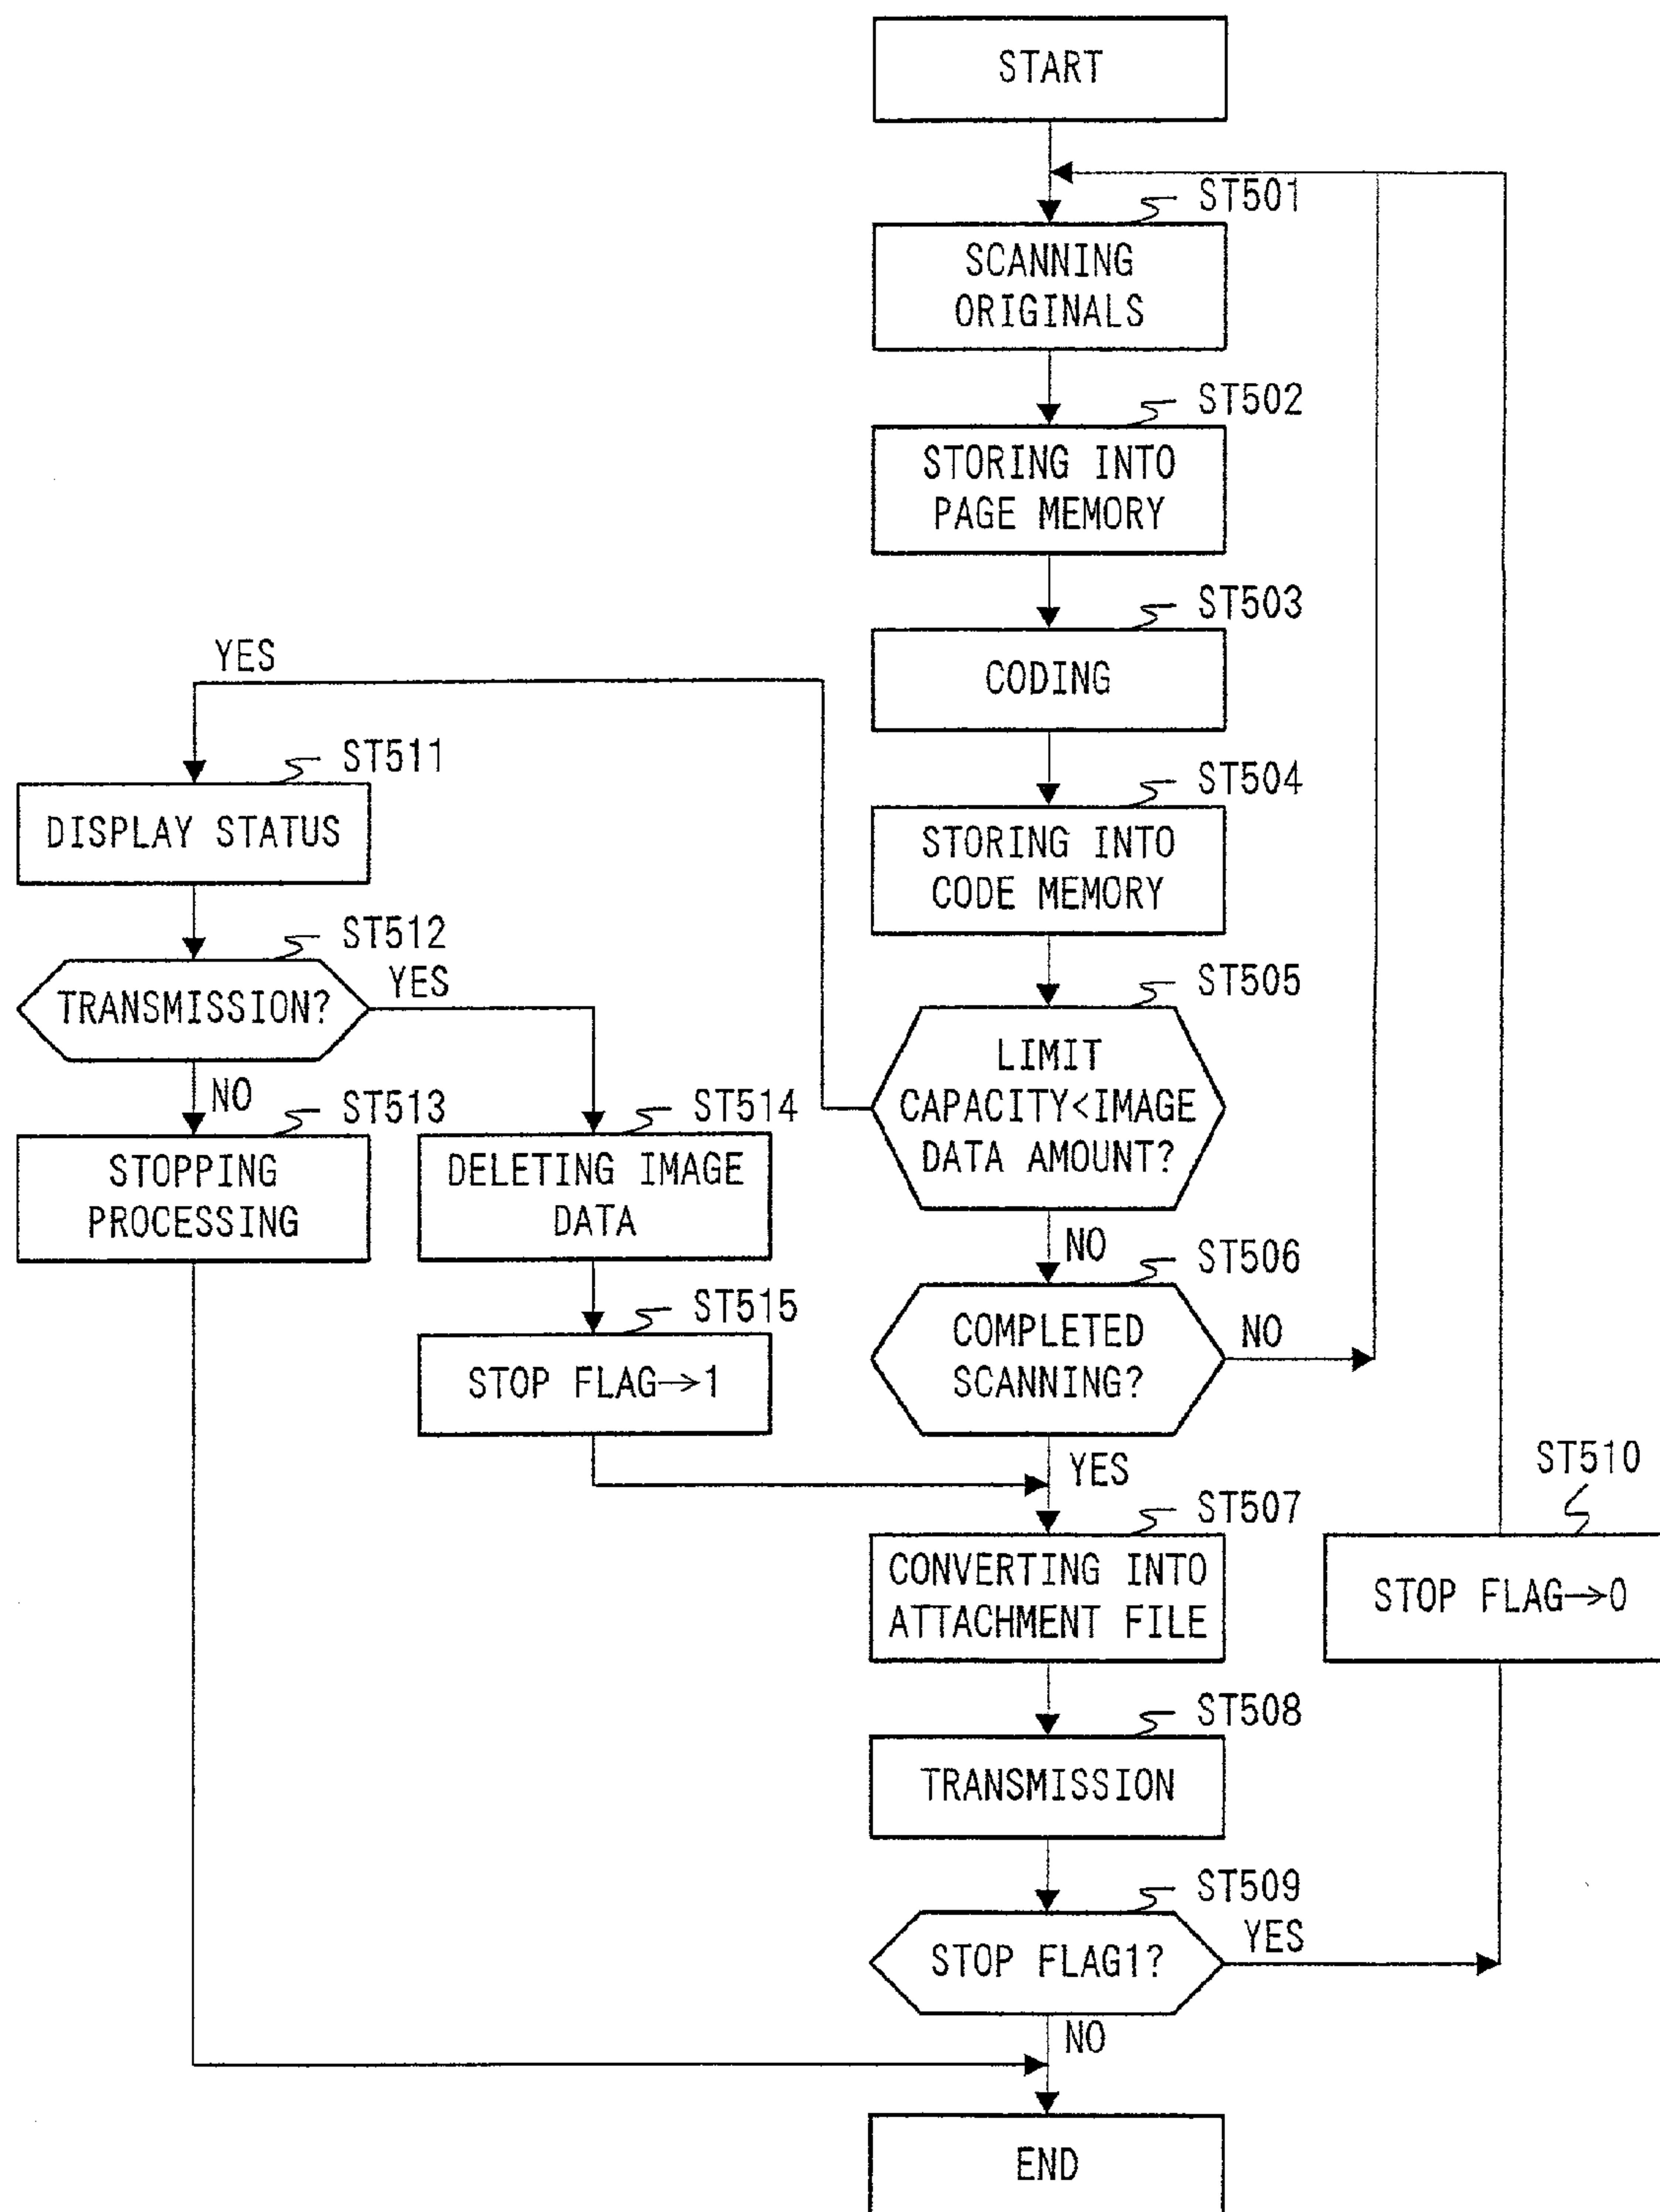 START
ST501
SCANNING
ORIGINALS
ST502
STORING INTO
PAGE MEMORY
ST503
CODING
ST504
STORING INTO
CODE MEMORY
ST505
LIMIT
CAPACITY<IMAGE
DATA AMOUNT?
YES
NO
ST506
COMPLETED
SCANNING?
NO
YES
ST507
CONVERTING INTO
ATTACHMENT FILE
ST508
TRANSMISSION
ST509
STOP FLAG1?
YES
NO
ST510
STOP FLAG→0
ST511
DISPLAY STATUS
ST512
TRANSMISSION?
YES
NO
ST513
STOPPING
PROCESSING
ST514
DELETING IMAGE
DATA
ST515
STOP FLAG→1
END